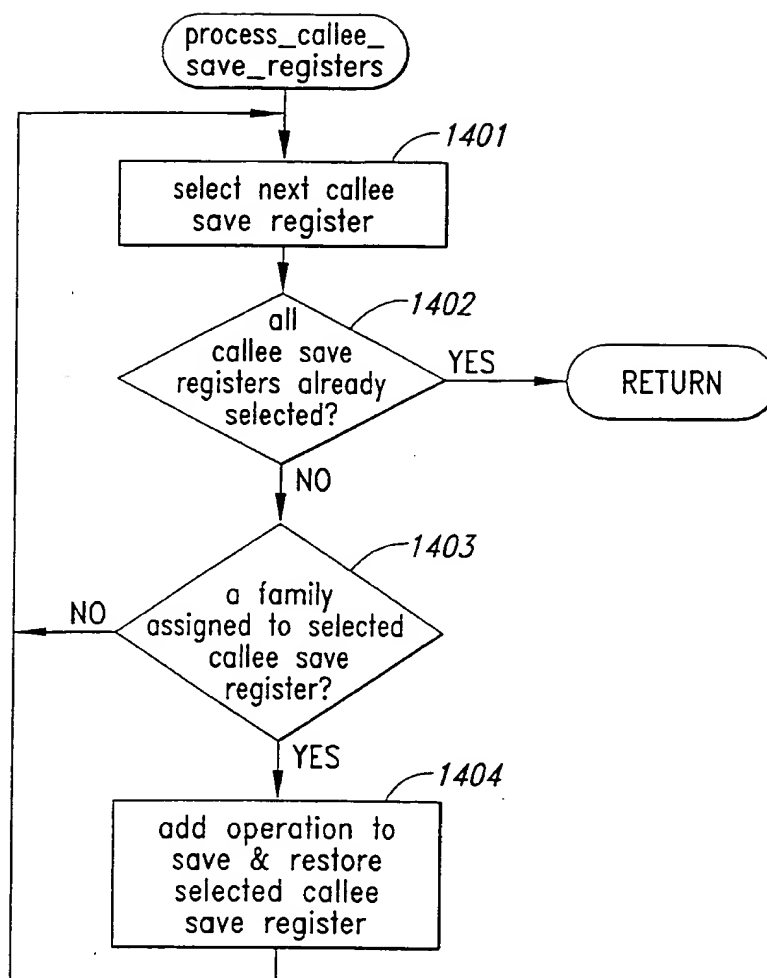 process_callee_
save_registers
1401
select next callee
save register
1402
all
callee save
registers already
selected?
YES
RETURN
NO
1403
NO
a family
assigned to selected
callee save
register?
YES
1404
add operation to
save & restore
selected callee
save register